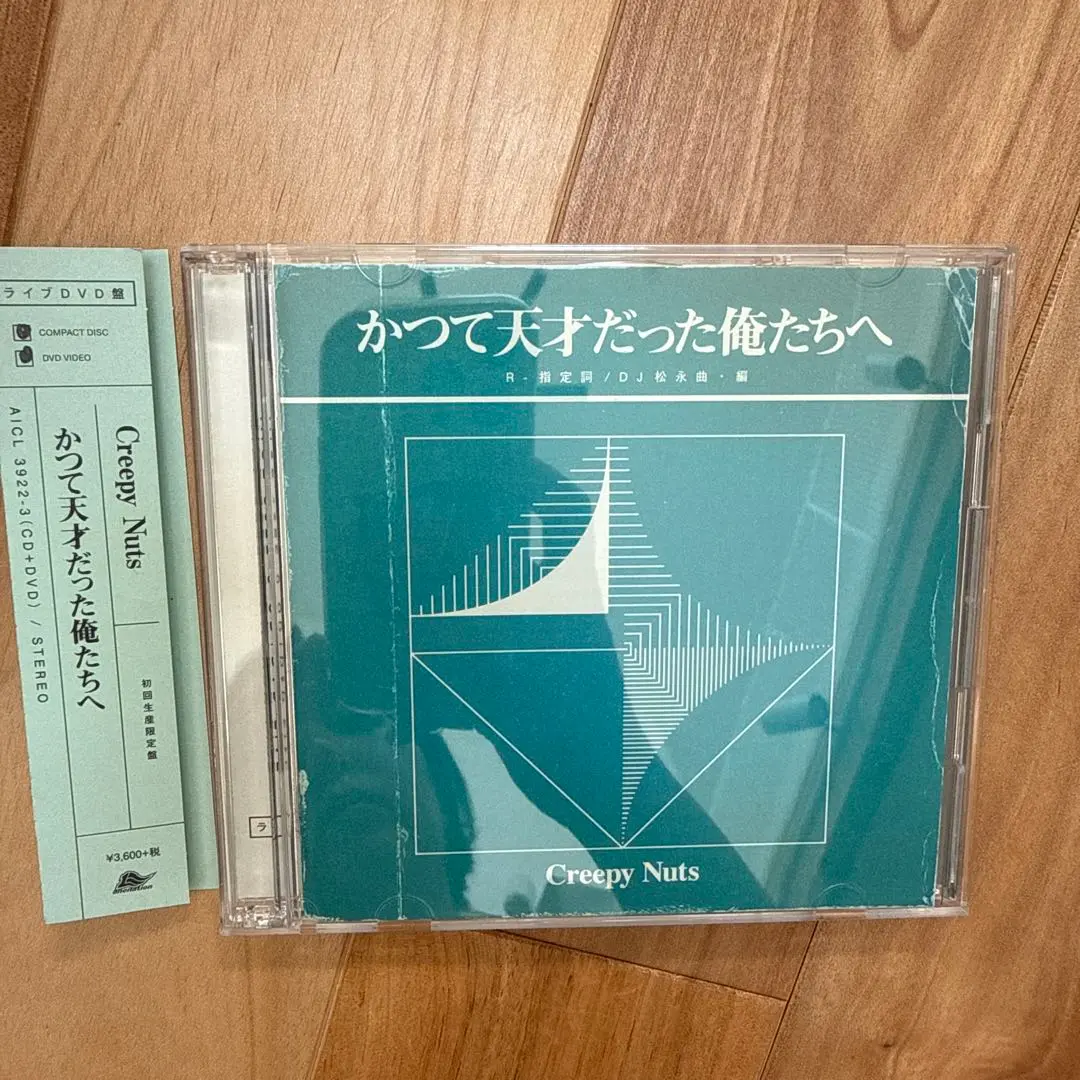 ライブDVD盤
COMPACT DISC
DVD VIDEO
Creepy Nuts
かつて天才だった俺たちへ
AICL 3922-3(CD+DVD) / STEREO
初回生産限定盤
¥3,600+税
かつて天才だった俺たちへ
R-指定詞/DJ松永曲・編
Creepy Nuts
ラ